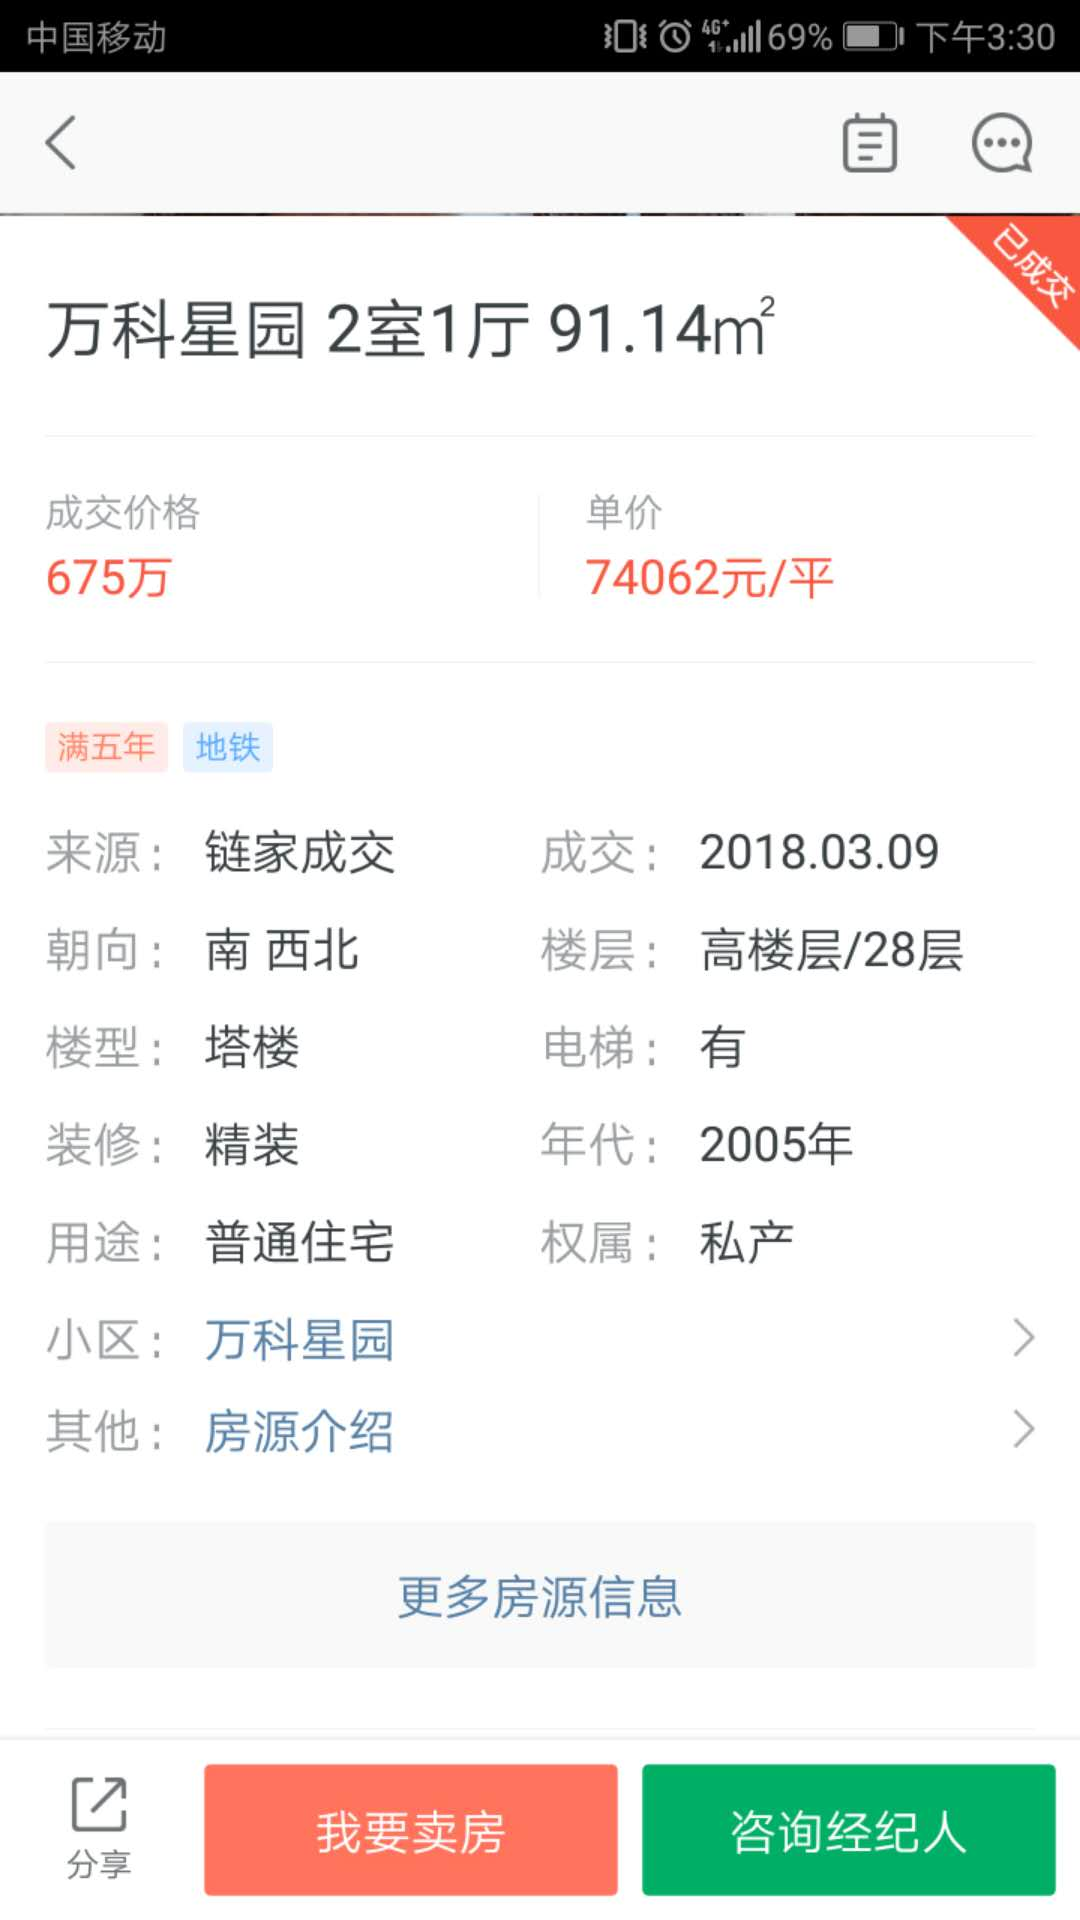 中国移动 4G+ 69% 下午3:30
已成交
万科星园 2室1厅 91.14㎡
成交价格 单价
675万 74062元/平
满五年 地铁
来源： 链家成交 成交： 2018.03.09
朝向： 南 西北 楼层： 高楼层/28层
楼型： 塔楼 电梯： 有
装修： 精装 年代： 2005年
用途： 普通住宅 权属： 私产
小区： 万科星园
其他： 房源介绍
更多房源信息
分享 我要卖房 咨询经纪人